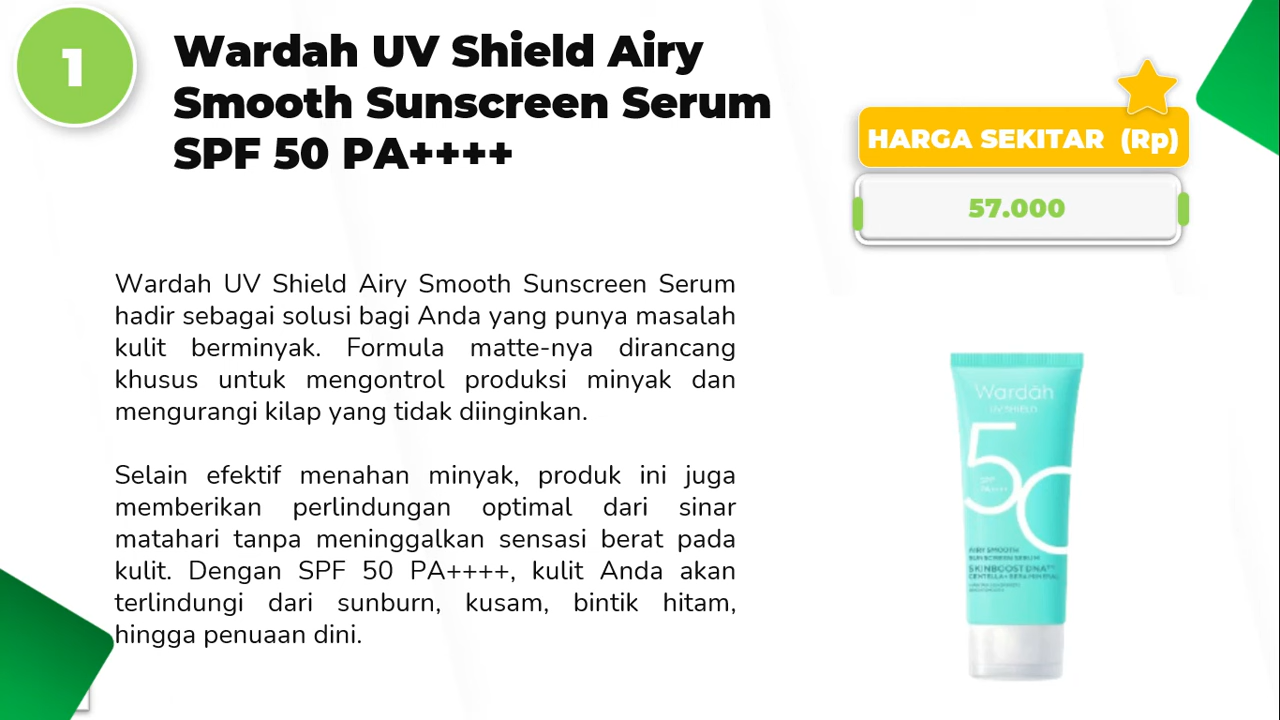 1
Wardah UV Shield Airy
Smooth Sunscreen Serum
SPF 50 PA++++
HARGA SEKITAR (Rp)
57.000
Wardah UV Shield Airy Smooth Sunscreen Serum
hadir sebagai solusi bagi Anda yang punya masalah
kulit berminyak. Formula matte-nya dirancang
khusus untuk mengontrol produksi minyak dan
mengurangi kilap yang tidak diinginkan.
Selain efektif menahan minyak, produk ini juga
memberikan perlindungan optimal dari sinar
matahari tanpa meninggalkan sensasi berat pada
kulit. Dengan SPF 50 PA++++, kulit Anda akan
terlindungi dari sunburn, kusam, bintik hitam,
hingga penuaan dini.
Wardah
UV SHIELD
50
SPF
PA++++
AIRY SMOOTH
SUNSCREEN SERUM
SKINBOOST DNA